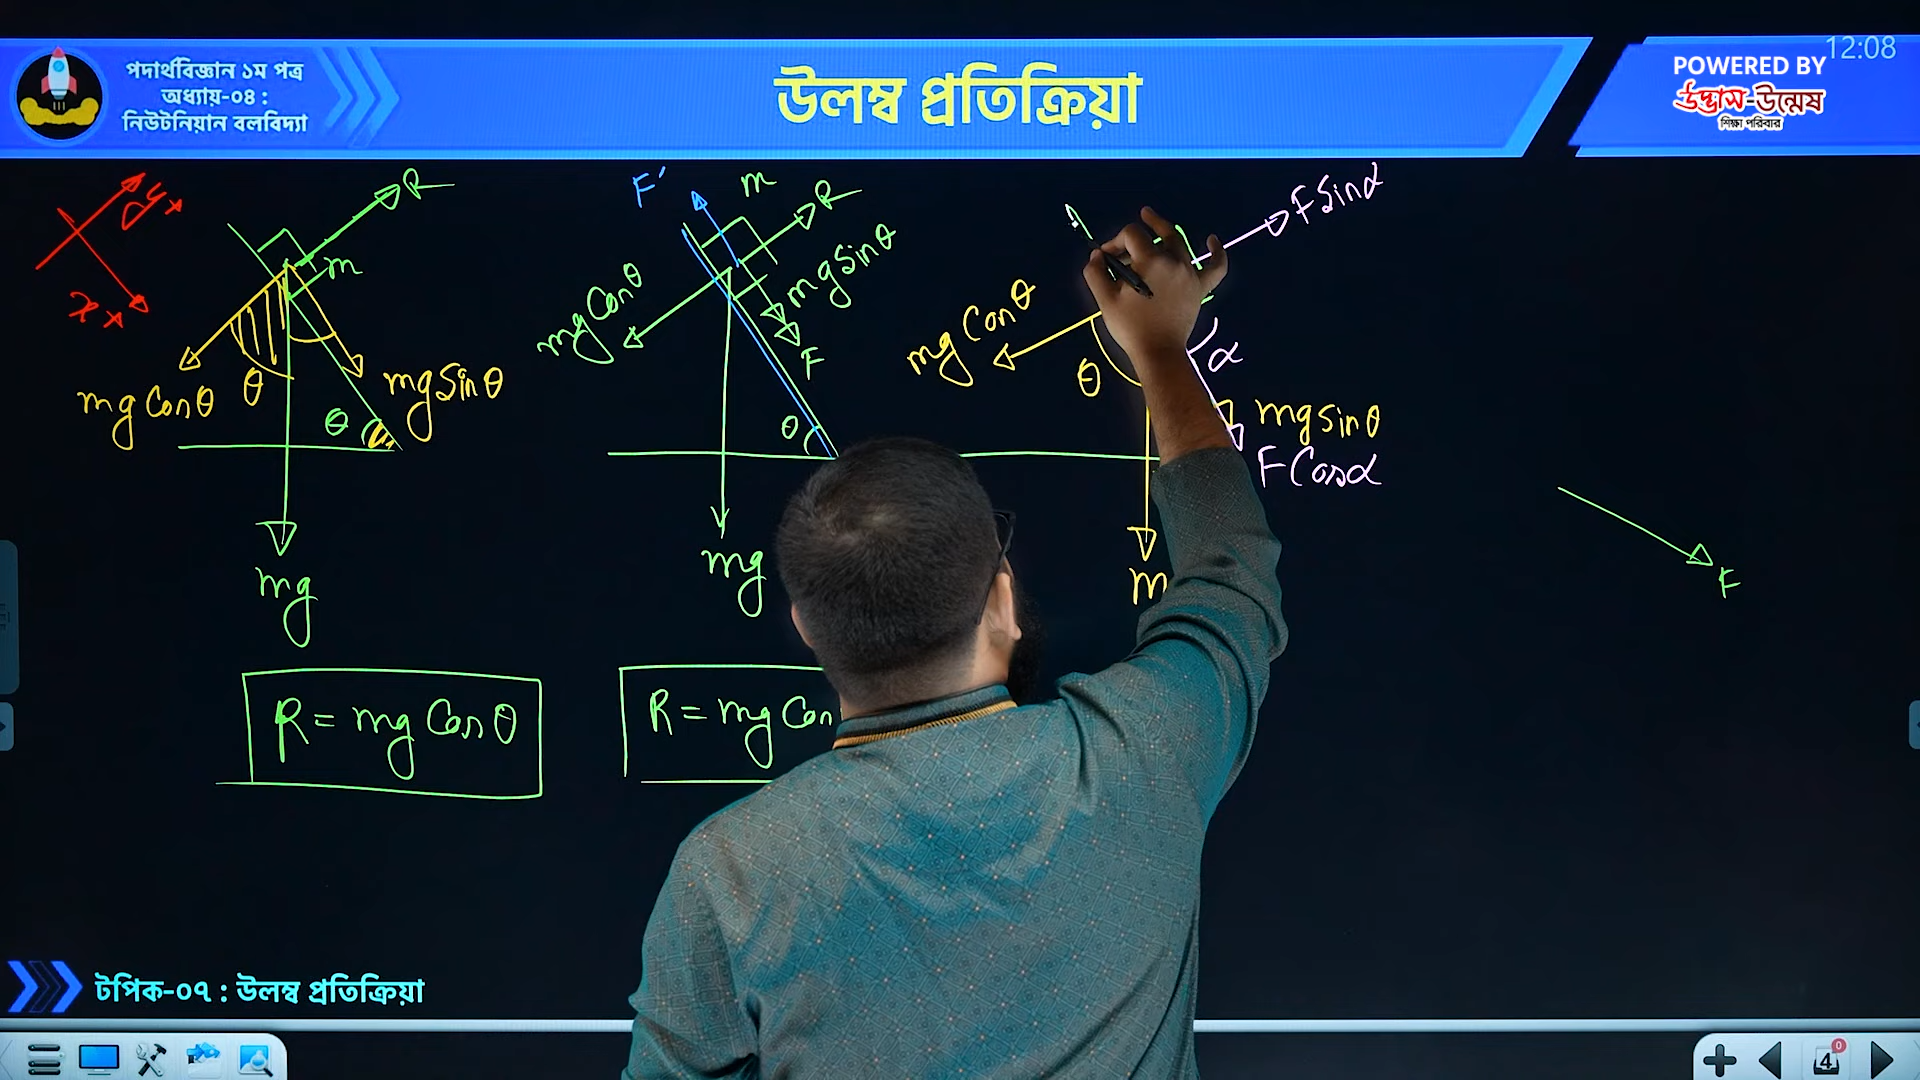 12:08
পদার্থবিজ্ঞান ১ম পত্র
অধ্যায়-০৪ :
নিউটনিয়ান বলবিদ্যা
উলম্ব প্রতিক্রিয়া
POWERED BY
উদ্ভাস-উন্মেষ
শিক্ষা পরিবার
y +
x +
R
m
mg Cosθ
θ
mg Sinθ
θ
mg
R = mg Cosθ
F'
m
R
mg Sinθ
mg Cosθ
F
θ
mg
R = mg Cos
F Sinα
mg Cosθ
θ
α
mg sinθ
F Cosα
m
F
টপিক-০৭ : উলম্ব প্রতিক্রিয়া
4
0